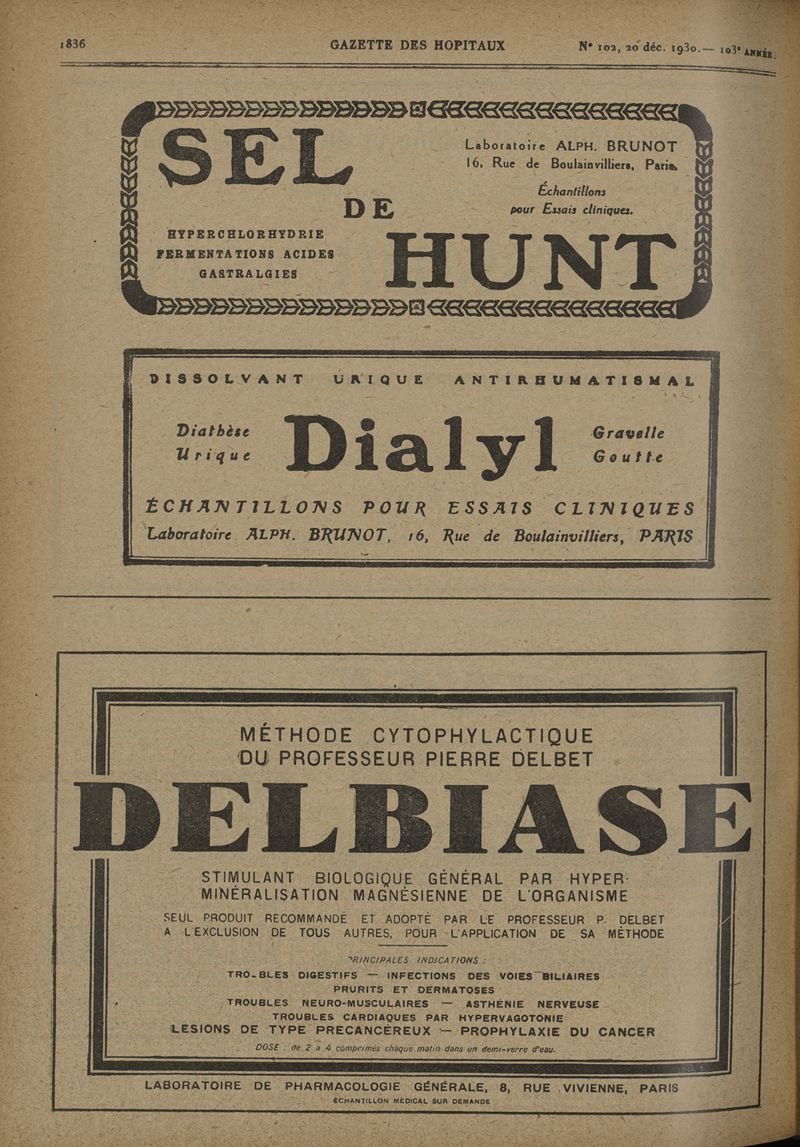 1836
GAZETTE DES HOPITAUX
N° 102, 20 déc. 1930. — 103e ANNÉE.
SEL
DE
HUNT
Laboratoire ALPH. BRUNOT
16, Rue de Boulainvilliers, Paris.
Échantillons
pour Essais cliniques.
HYPERCHLORHYDRIE
FERMENTATIONS ACIDES
GASTRALGIES
DISSOLVANT URIQUE ANTIRHUMATISMAL
Diathèse
Urique
Dialyl
Gravelle
Goutte
ÉCHANTILLONS POUR ESSAIS CLINIQUES
Laboratoire ALPH. BRUNOT, 16, Rue de Boulainvilliers, PARIS
MÉTHODE CYTOPHYLACTIQUE
DU PROFESSEUR PIERRE DELBET
DELBIASE
STIMULANT BIOLOGIQUE GÉNÉRAL PAR HYPER-
MINÉRALISATION MAGNÉSIENNE DE L'ORGANISME
SEUL PRODUIT RECOMMANDÉ ET ADOPTÉ PAR LE PROFESSEUR P. DELBET
A L'EXCLUSION DE TOUS AUTRES, POUR L'APPLICATION DE SA MÉTHODE
PRINCIPALES INDICATIONS :
TROUBLES DIGESTIFS — INFECTIONS DES VOIES BILIAIRES
PRURITS ET DERMATOSES
TROUBLES NEURO-MUSCULAIRES — ASTHÉNIE NERVEUSE
TROUBLES CARDIAQUES PAR HYPERVAGOTONIE
LESIONS DE TYPE PRÉCANCÉREUX — PROPHYLAXIE DU CANCER
DOSE : de 2 à 4 comprimés chaque matin dans un demi-verre d'eau.
LABORATOIRE DE PHARMACOLOGIE GÉNÉRALE, 8, RUE VIVIENNE, PARIS
ÉCHANTILLON MÉDICAL SUR DEMANDE